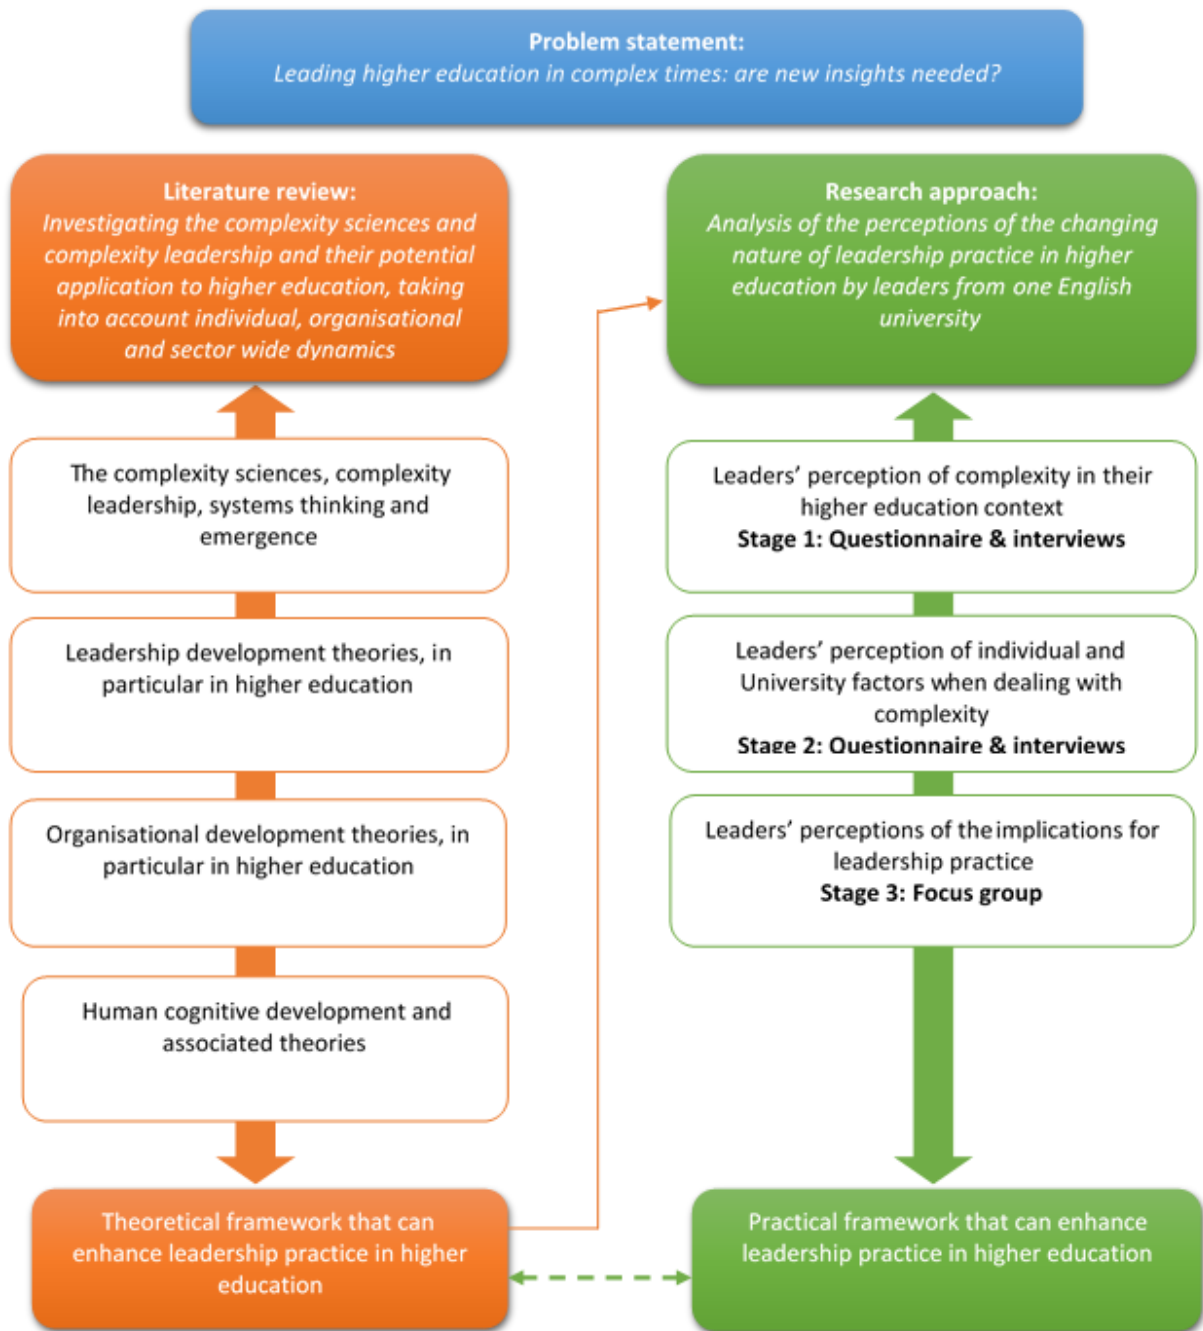 Problem statement:
Leading higher education in complex times: are new insights needed?
Literature review:
Investigating the complexity sciences and
complexity leadership and their potential
application to higher education, taking
into account individual, organisational
and sector wide dynamics
The complexity sciences, complexity
leadership, systems thinking and
emergence
Leadership development theories, in
particular in higher education
Organisational development theories, in
particular in higher education
Human cognitive development and
associated theories
Theoretical framework that can
enhance leadership practice in higher
education
Research approach:
Analysis of the perceptions of the changing
nature of leadership practice in higher
education by leaders from one English
university
Leaders’ perception of complexity in their
higher education context
Stage 1: Questionnaire & interviews
Leaders’ perception of individual and
University factors when dealing with
complexity
Stage 2: Questionnaire & interviews
Leaders’ perceptions of the implications for
leadership practice
Stage 3: Focus group
Practical framework that can enhance
leadership practice in higher education